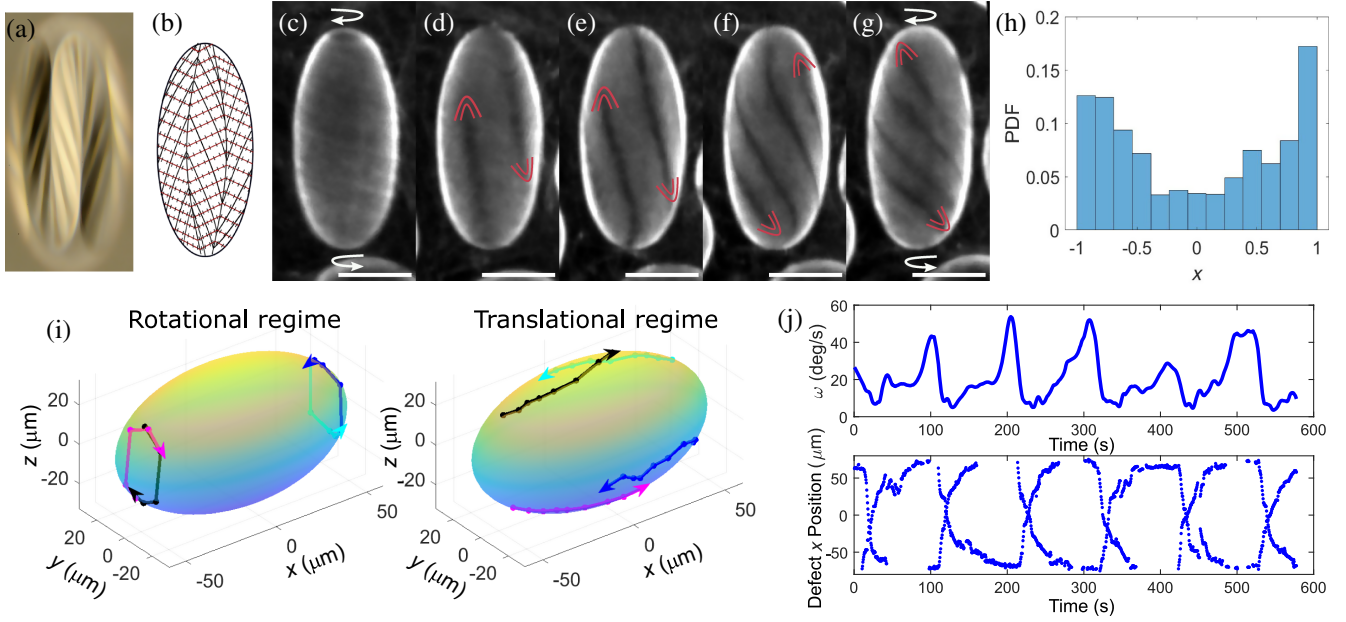 (a)
(b)
(c)
(d)
(e)
(f)
(g)
(h)
0.2
0.15
0.1
0.05
0
PDF
-1
-0.5
0
0.5
1
x
(i)
Rotational regime
Translational regime
20
0
-20
z (μm)
20
0
-20
y (μm)
-50
0
50
x (μm)
20
0
-20
z (μm)
20
0
-20
y (μm)
-50
0
50
x (μm)
(j)
60
40
20
0
ω (deg/s)
0
100
200
300
400
500
600
Time (s)
50
0
-50
Defect x Position (μm)
0
100
200
300
400
500
600
Time (s)